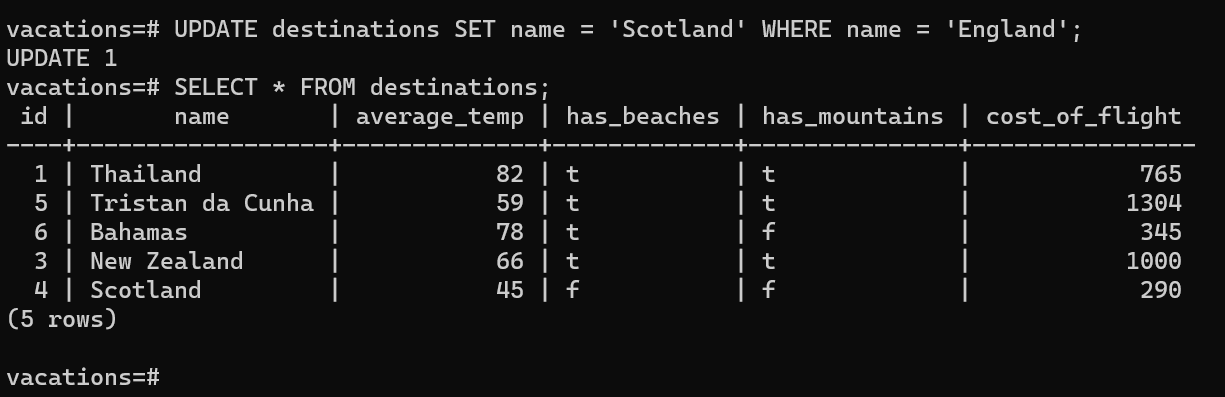 vacations=# UPDATE destinations SET name = 'Scotland' WHERE name = 'England';
UPDATE 1
vacations=# SELECT * FROM destinations;
 id |       name       | average_temp | has_beaches | has_mountains | cost_of_flight
----+------------------+--------------+-------------+---------------+----------------
  1 | Thailand         |           82 | t           | t             |            765
  5 | Tristan da Cunha |           59 | t           | t             |           1304
  6 | Bahamas          |           78 | t           | f             |            345
  3 | New Zealand      |           66 | t           | t             |           1000
  4 | Scotland         |           45 | f           | f             |            290
(5 rows)

vacations=#